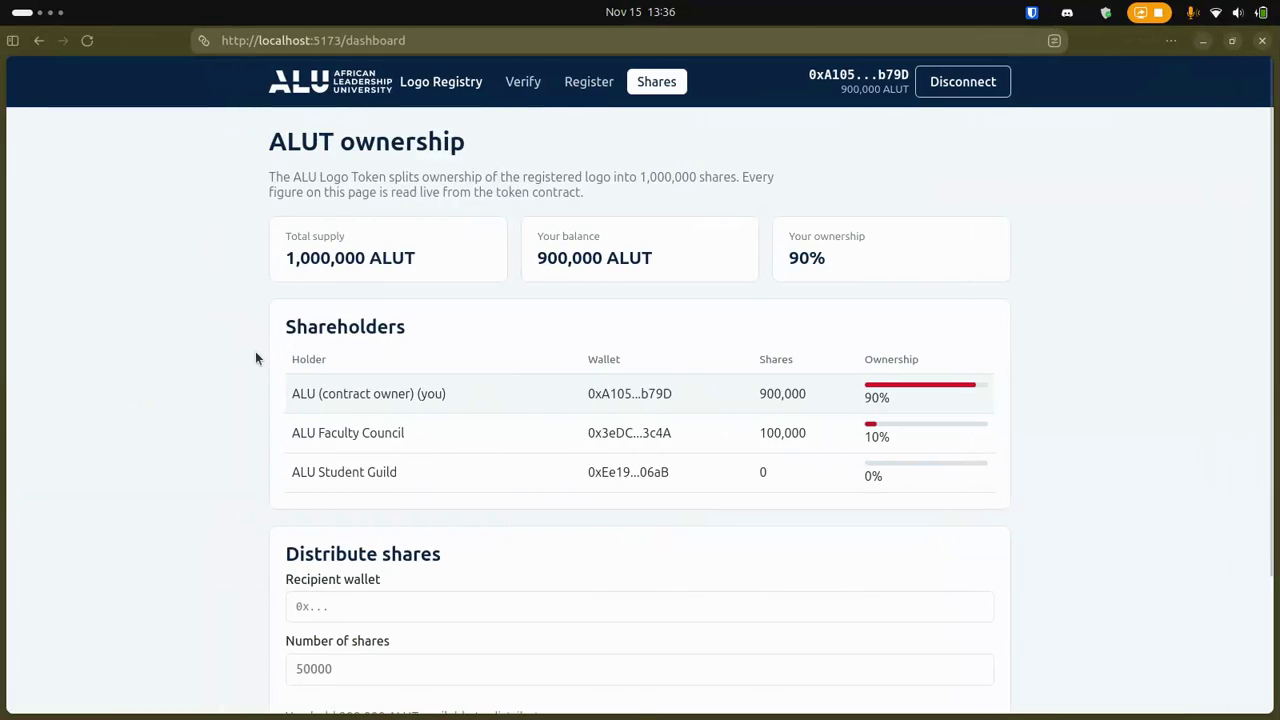 Nov 15 13:36
http://localhost:5173/dashboard
ALU AFRICAN LEADERSHIP UNIVERSITY Logo Registry Verify Register Shares 0xA105...b79D 900,000 ALUT Disconnect
ALUT ownership
The ALU Logo Token splits ownership of the registered logo into 1,000,000 shares. Every
figure on this page is read live from the token contract.
Total supply Your balance Your ownership
1,000,000 ALUT 900,000 ALUT 90%
Shareholders
Holder Wallet Shares Ownership
ALU (contract owner) (you) 0xA105...b79D 900,000 90%
ALU Faculty Council 0x3eDC...3c4A 100,000 10%
ALU Student Guild 0xEe19...06aB 0 0%
Distribute shares
Recipient wallet
0x...
Number of shares
50000